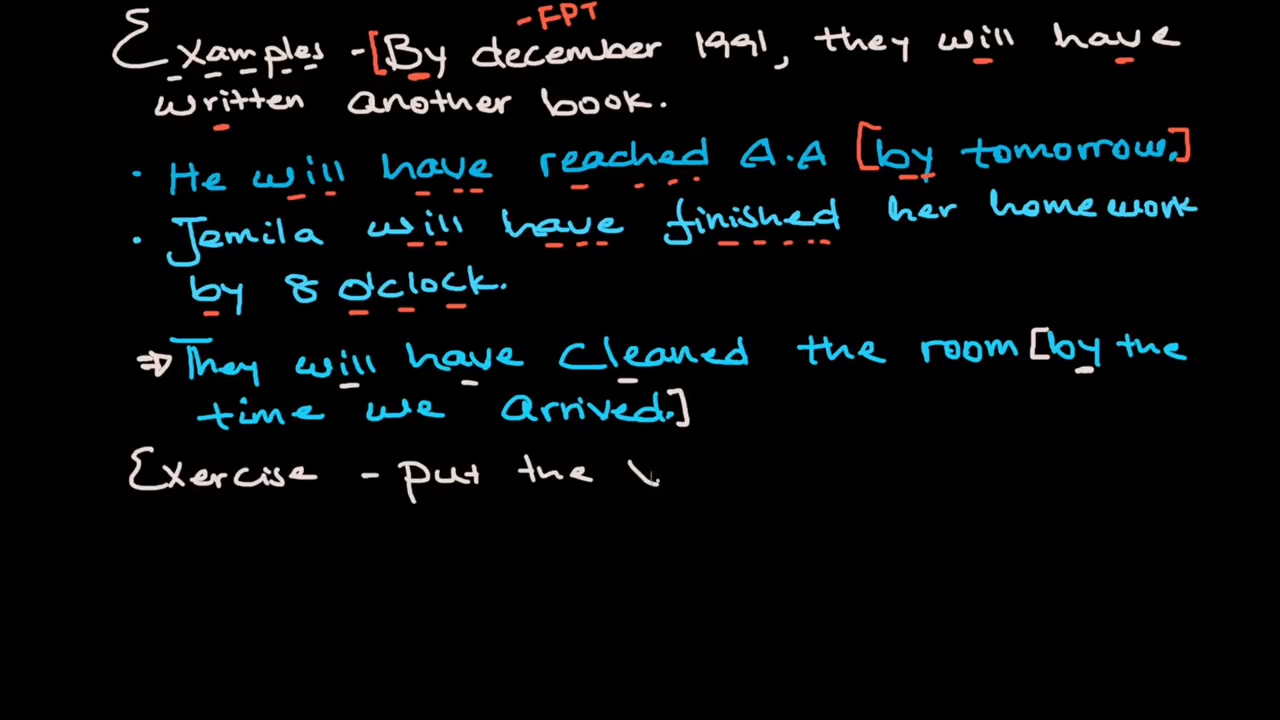 -FPT
Examples - [By december 1991, they will have
written another book.
· He will have reached A.A [by tomorrow.]
· Jemila will have finished her homework
by 8 o'clock.
⇒ They will have Cleaned the room [by the
time we arrived.]
Exercise - put the